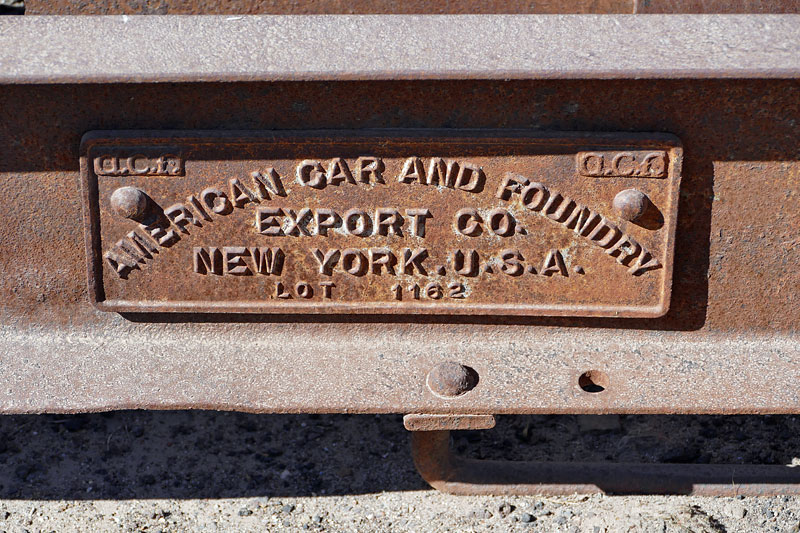 a.c.f. a.c.f.
AMERICAN CAR AND FOUNDRY
EXPORT CO.
NEW YORK. U.S.A.
LOT 1162